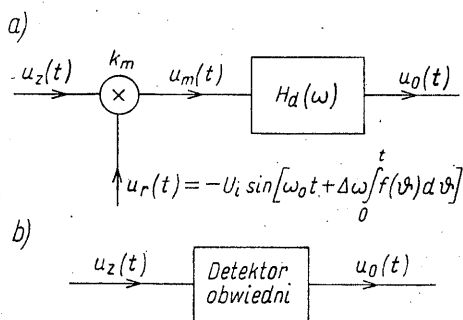 a)
u_z(t) k_m u_m(t) H_d(ω) u_0(t)
×
u_r(t) = -U_i sin[ω_0 t + Δω ∫_0^t f(ϑ)dϑ]
b)
u_z(t) Detektor obwiedni u_0(t)